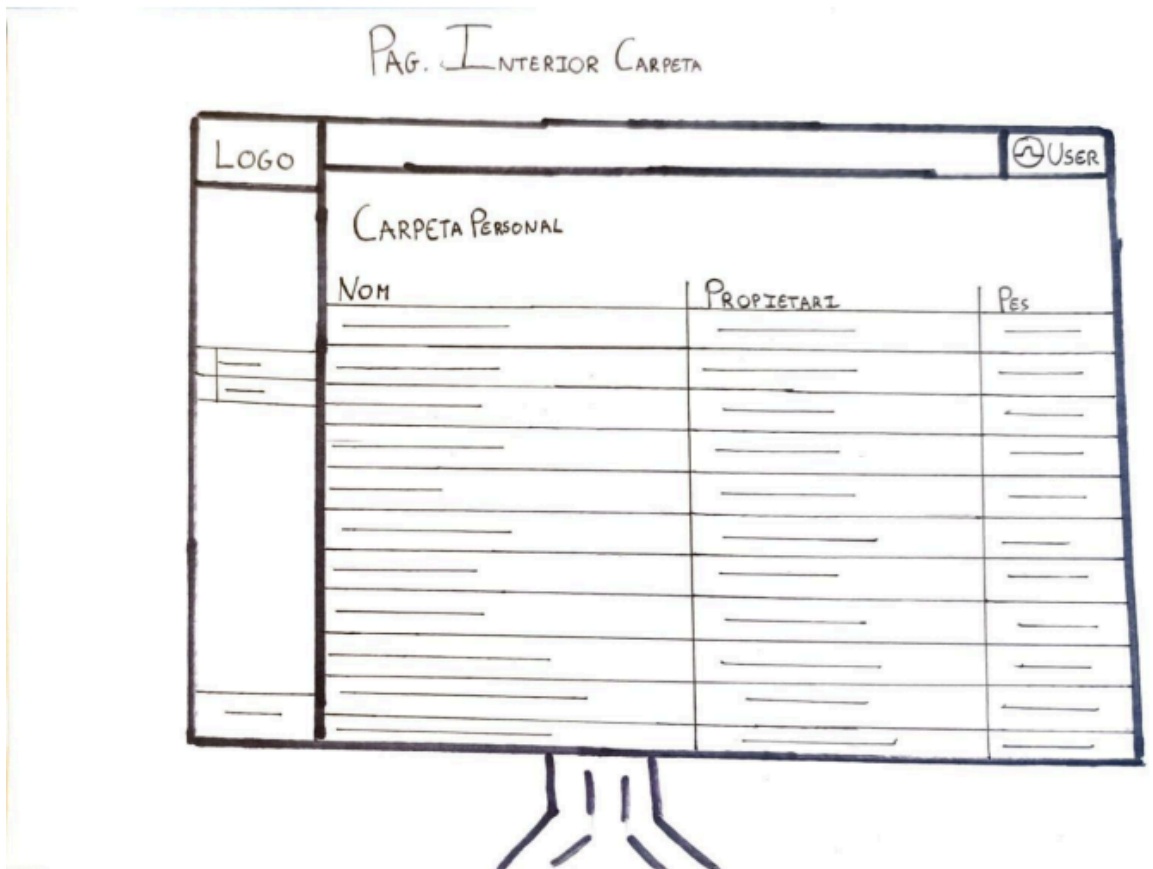 PAG. INTERIOR CARPETA
LOGO
USER
CARPETA PERSONAL
NOM PROPIETARI PES